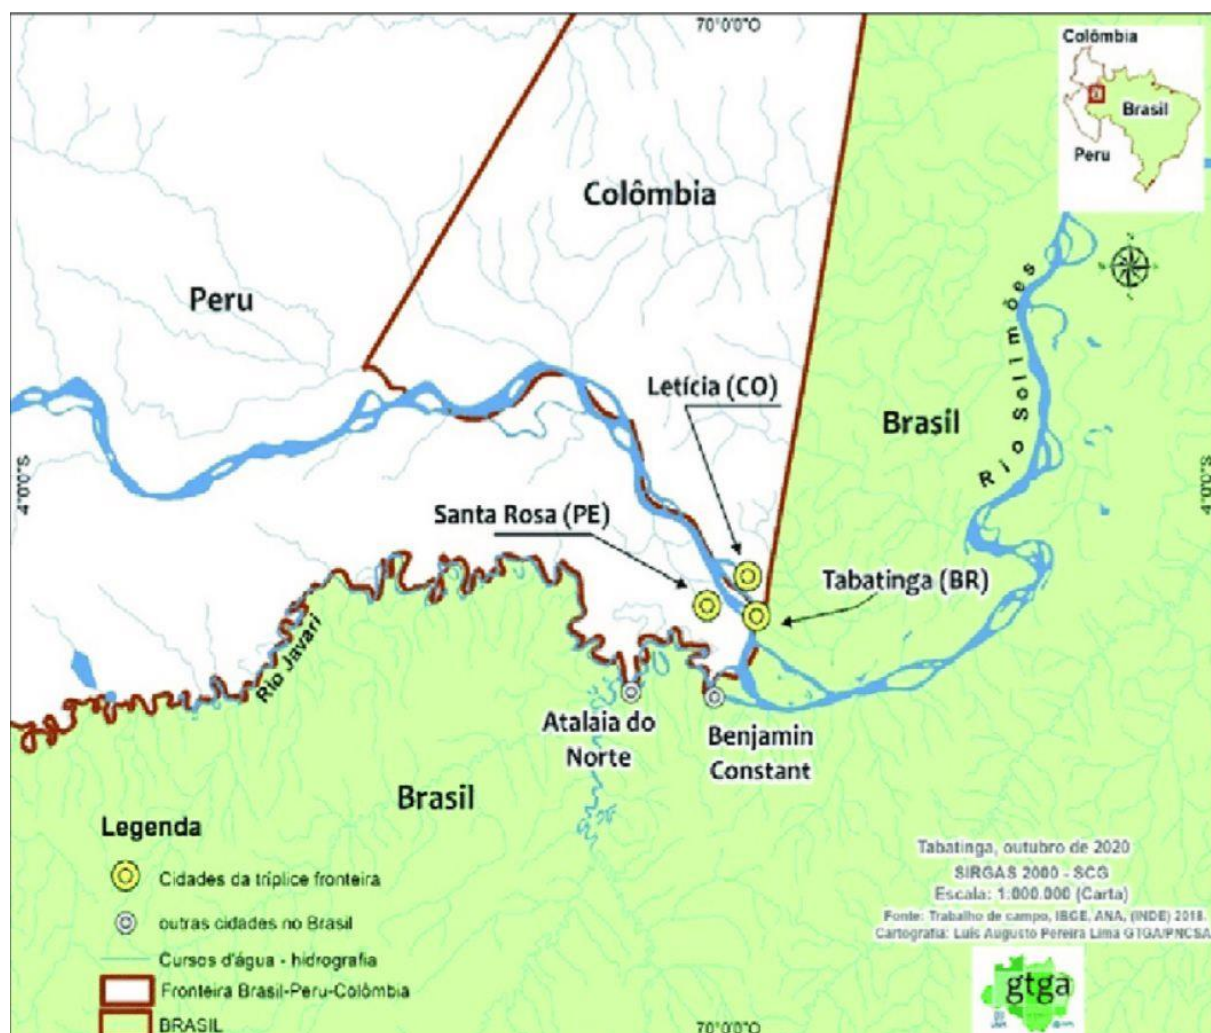 70°0'0"O
Colômbia
Brasil
Peru
Colômbia
Peru
Rio Solimões
Letícia (CO)
Brasil
4°0'0"S
4°0'0"S
Santa Rosa (PE)
Tabatinga (BR)
Rio Javari
Atalaia do
Norte
Benjamin
Constant
Brasil
Legenda
Cidades da tríplice fronteira
outras cidades no Brasil
Cursos d'água - hidrografia
Fronteira Brasil-Peru-Colômbia
BRASIL
Tabatinga, outubro de 2020
SIRGAS 2000 - SCG
Escala: 1:000.000 (Carta)
Fonte: Trabalho de campo, IBGE, ANA, (INDE) 2018.
Cartografia: Luis Augusto Pereira Lima GTGA/PNCSA
gtga
70°0'0"O